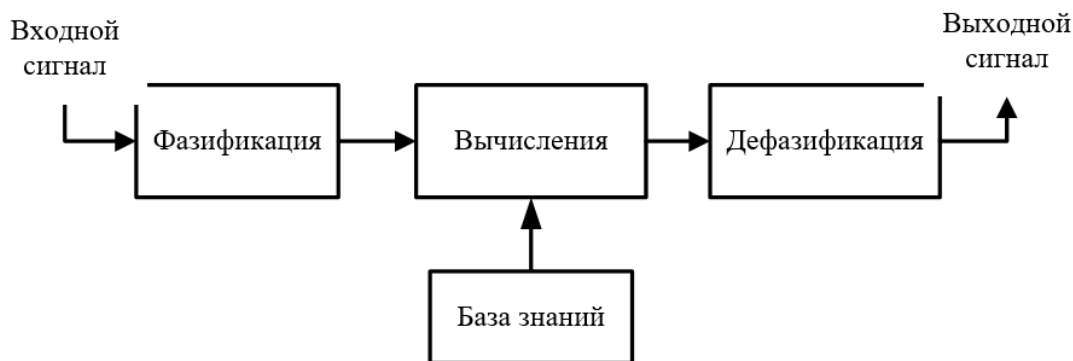 Входной
сигнал
Выходной
сигнал
Фазификация
Вычисления
Дефазификация
База знаний